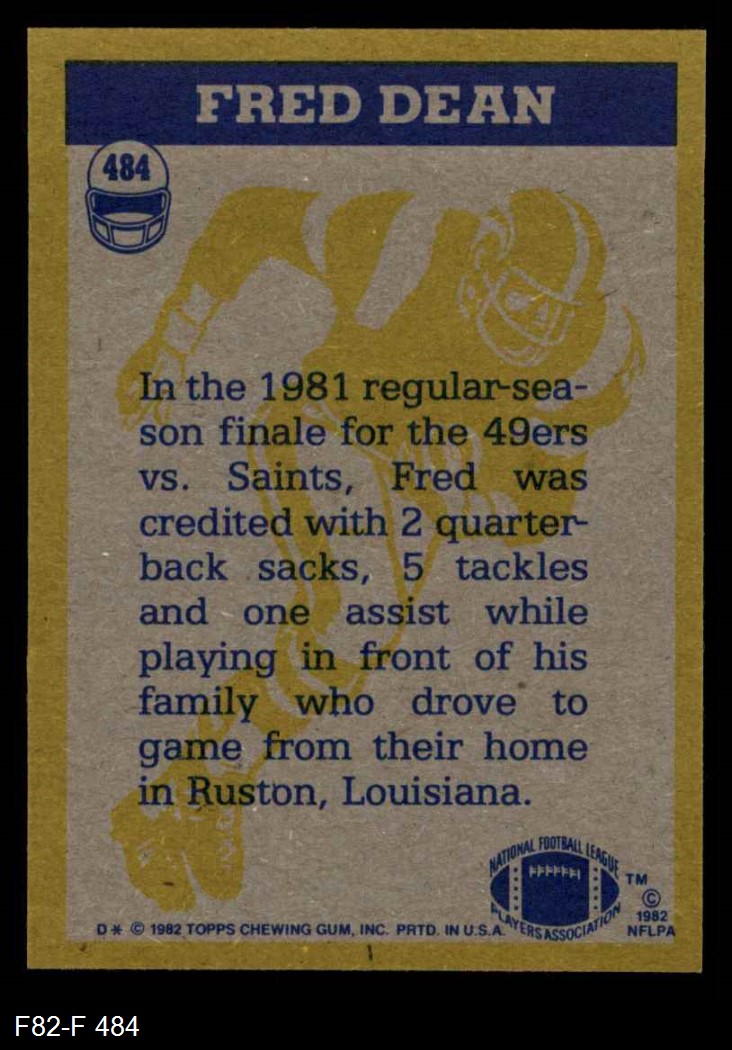 FRED DEAN
484
In the 1981 regular-sea-
son finale for the 49ers
vs. Saints, Fred was
credited with 2 quarter-
back sacks, 5 tackles
and one assist while
playing in front of his
family who drove to
game from their home
in Ruston, Louisiana.
NATIONAL FOOTBALL LEAGUE
PLAYERS ASSOCIATION
TM
©
1982
NFLPA
D* © 1982 TOPPS CHEWING GUM, INC. PRTD. IN U.S.A.
F82-F 484